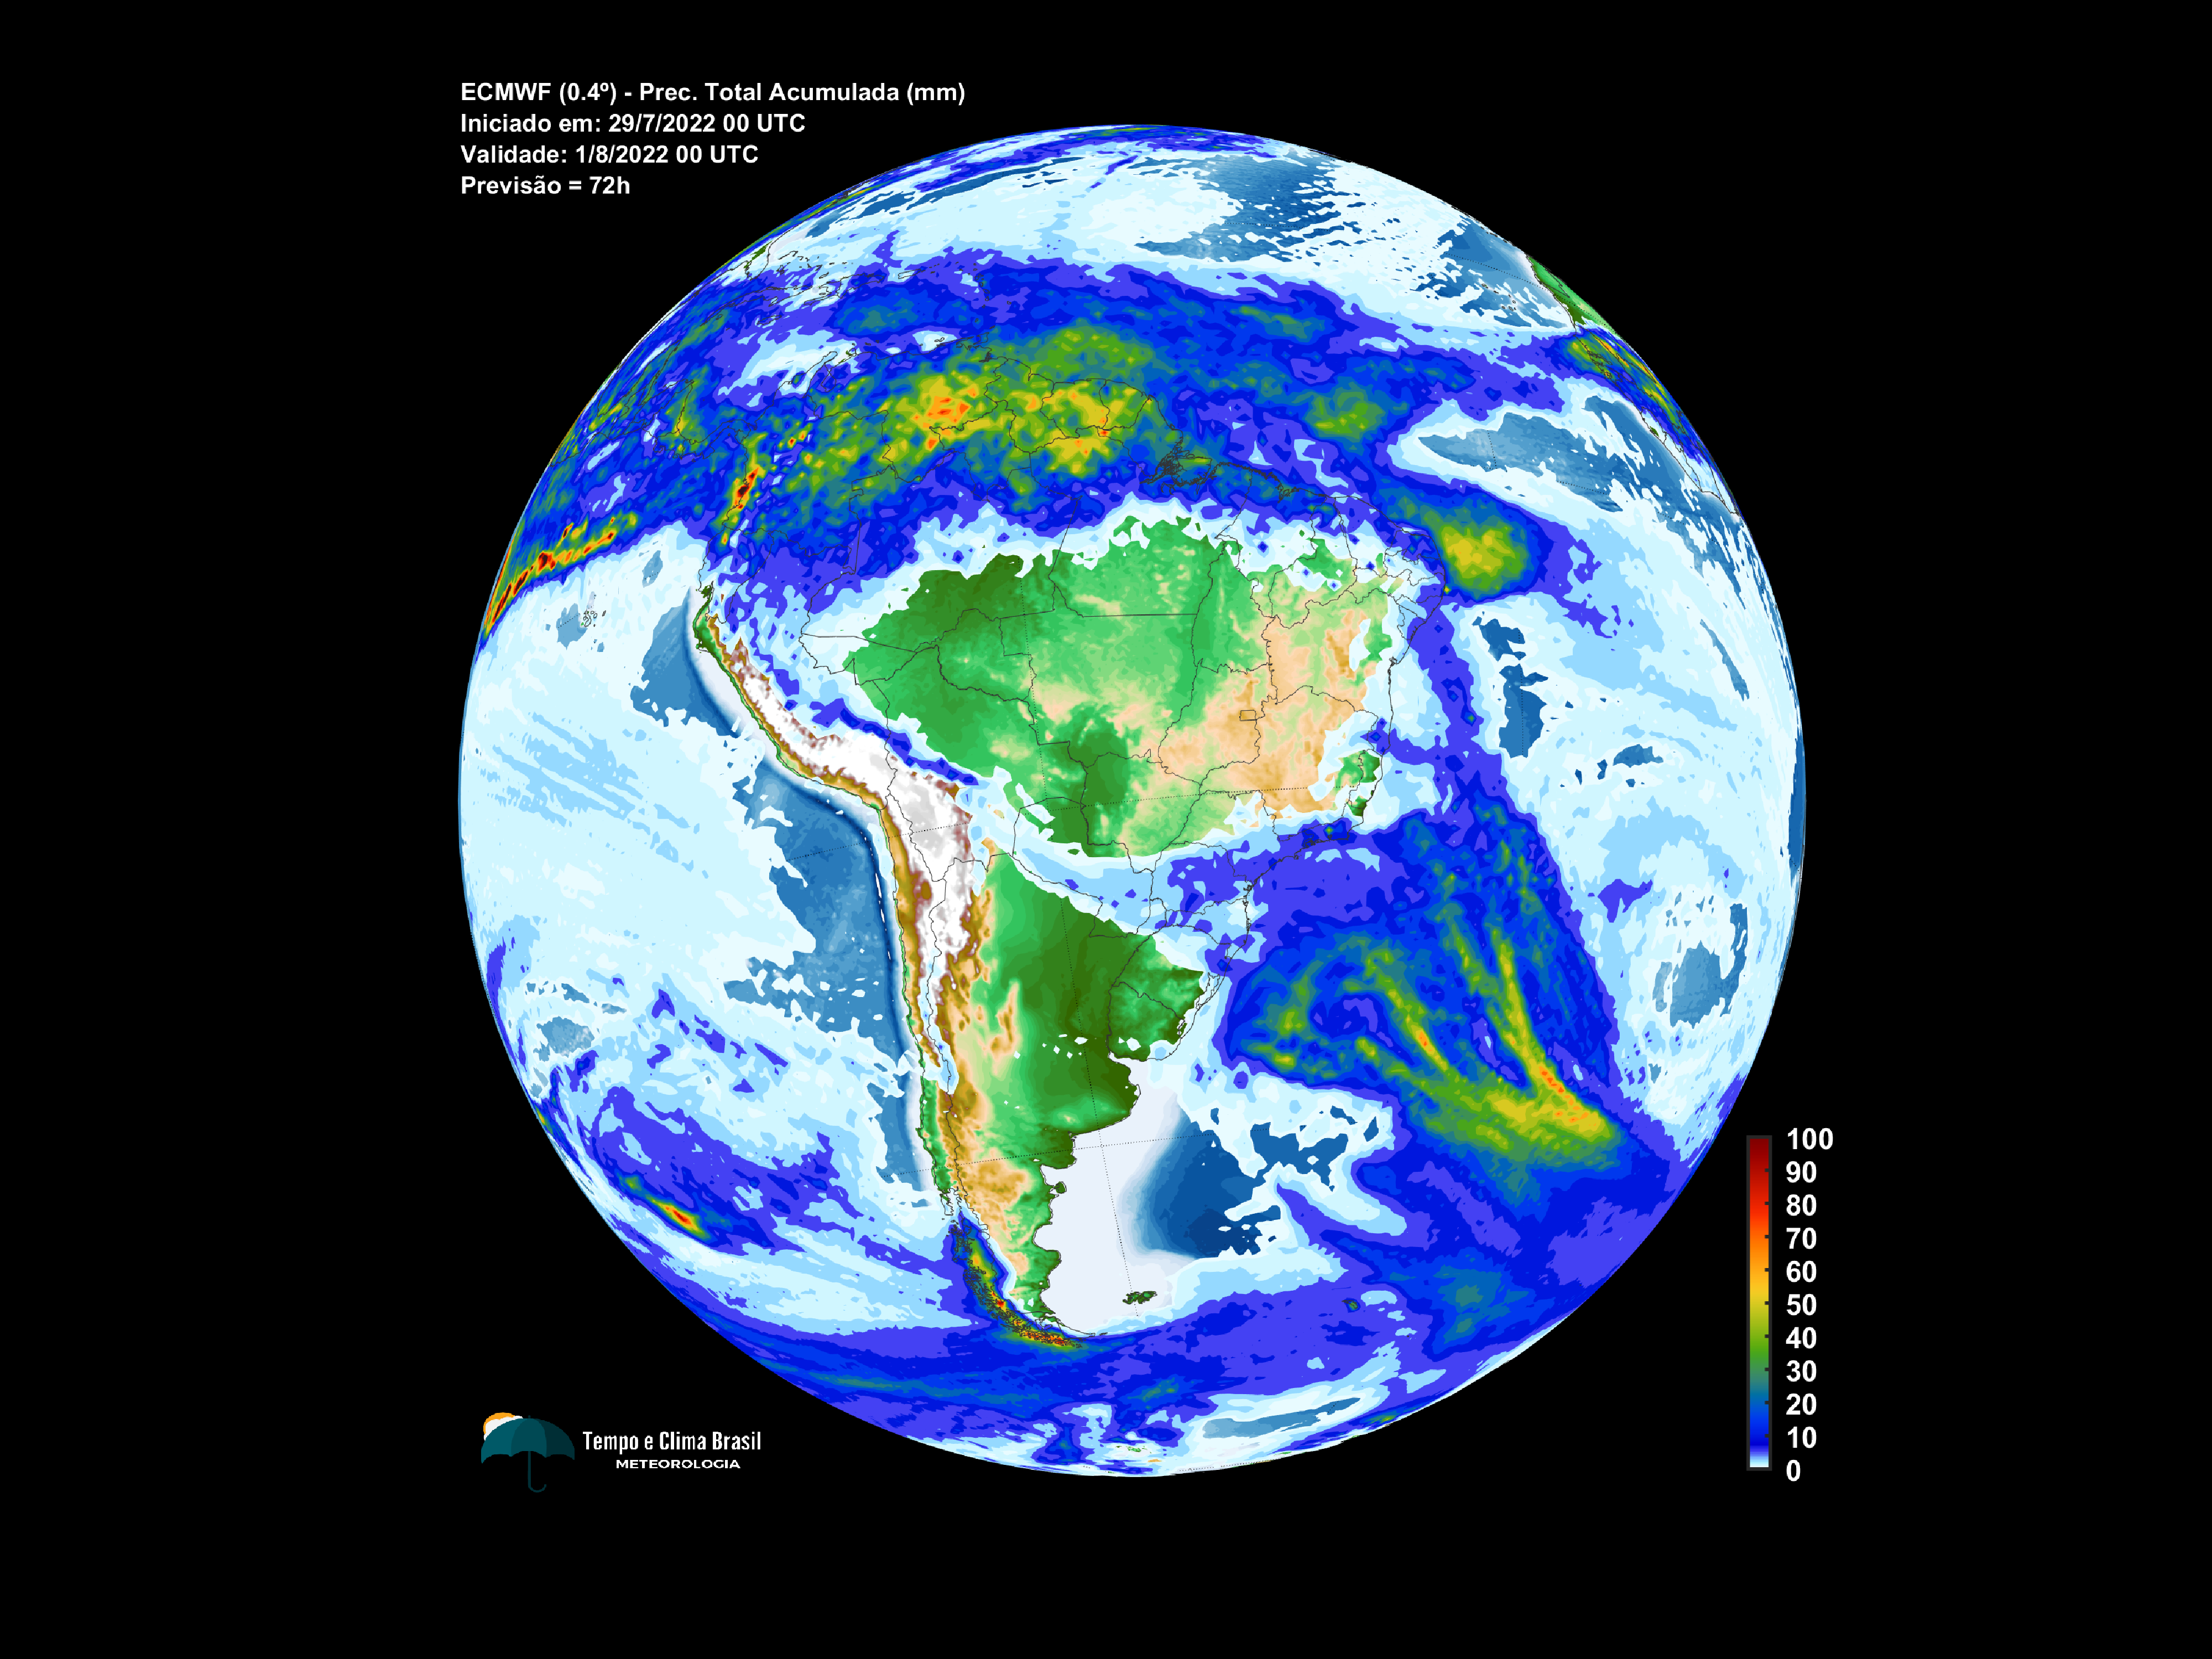 ECMWF (0.4º) - Prec. Total Acumulada (mm)
Iniciado em: 29/7/2022 00 UTC
Validade: 1/8/2022 00 UTC
Previsão = 72h
100
90
80
70
60
50
40
30
20
10
0
Tempo e Clima Brasil
METEOROLOGIA